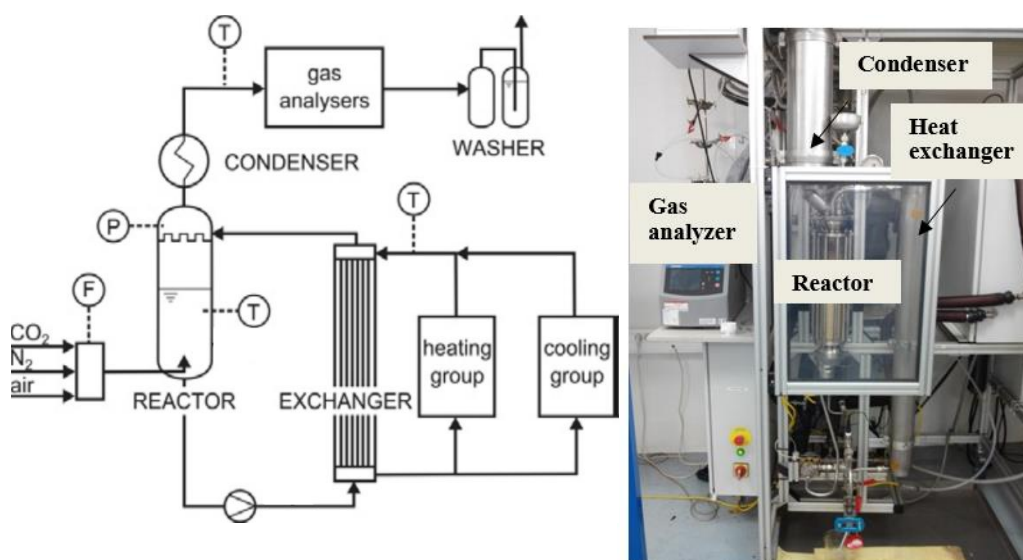 T
gas
analysers
CONDENSER
WASHER
P
T
F
T
CO₂
N₂
air
REACTOR
EXCHANGER
heating
group
cooling
group
Condenser
Heat
exchanger
Gas
analyzer
Reactor